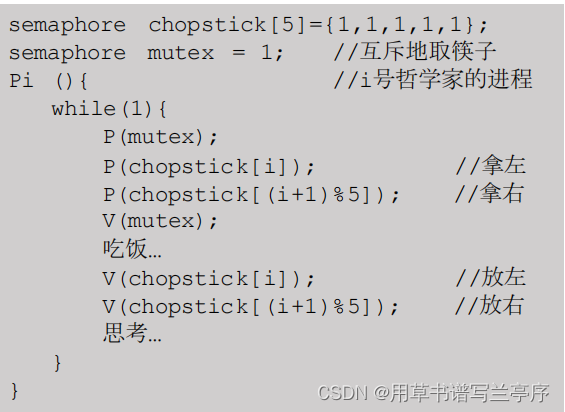 semaphore chopstick[5]={1,1,1,1,1};
semaphore mutex = 1; //互斥地取筷子
Pi (){ //i号哲学家的进程
while(1){
P(mutex);
P(chopstick[i]); //拿左
P(chopstick[(i+1)%5]); //拿右
V(mutex);
吃饭…
V(chopstick[i]); //放左
V(chopstick[(i+1)%5]); //放右
思考…
}
}
CSDN @用草书谱写兰亭序